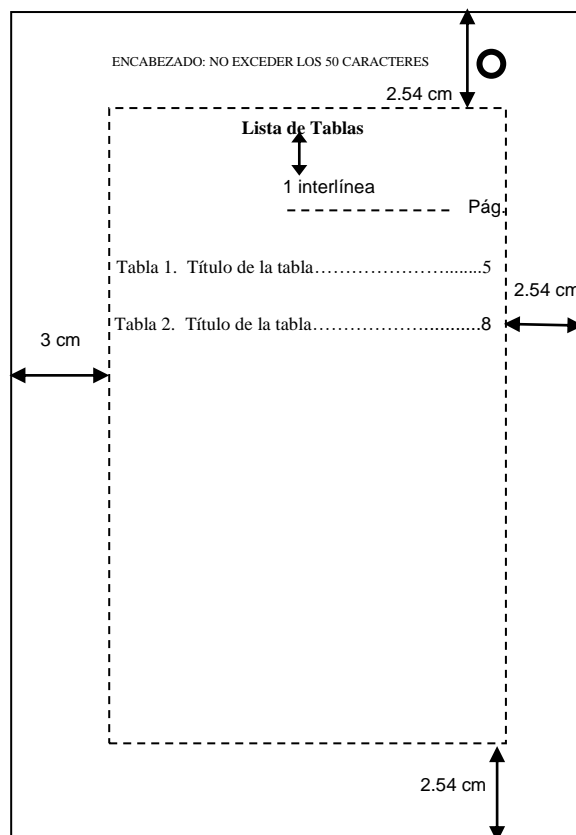 ENCABEZADO: NO EXCEDER LOS 50 CARACTERES
2.54 cm
Lista de Tablas
1 interlínea
Pág.
Tabla 1. Título de la tabla…………………........5
2.54 cm
Tabla 2. Título de la tabla………………...........8
3 cm
2.54 cm